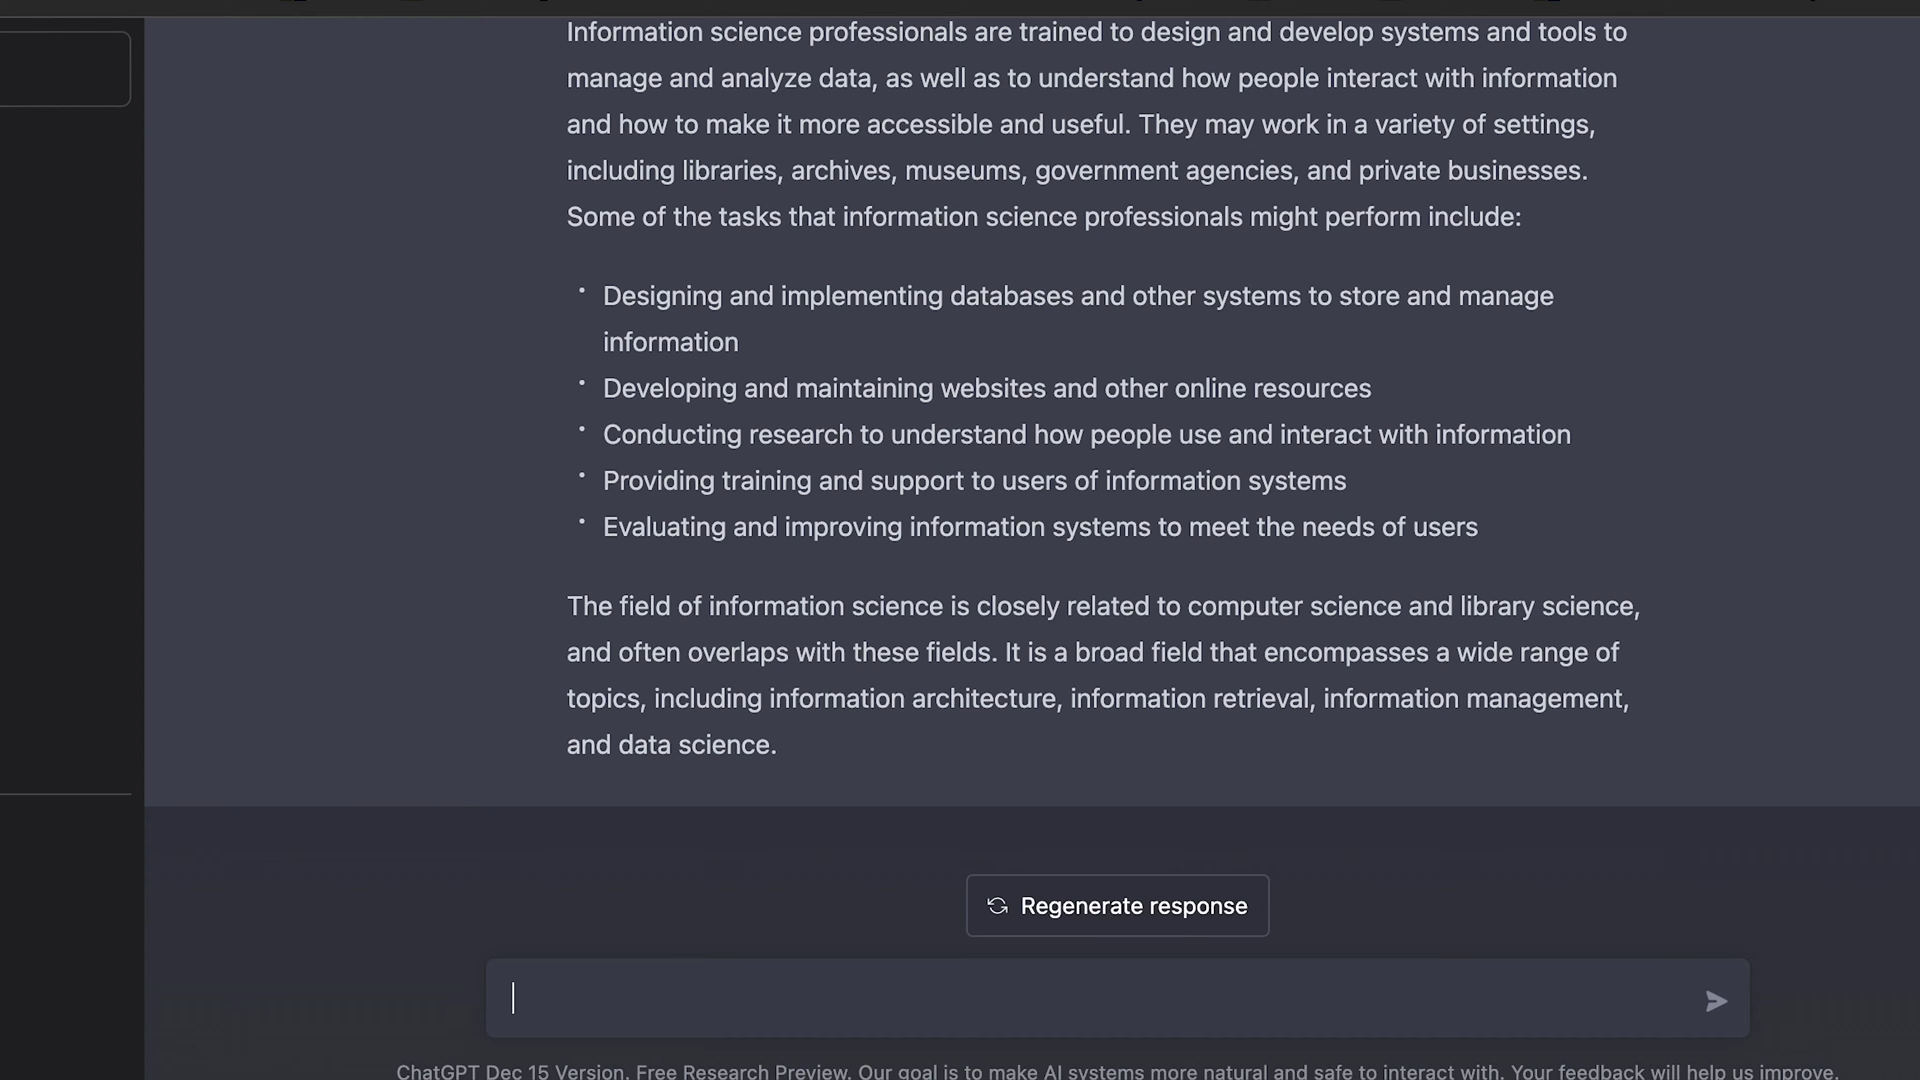 Information science professionals are trained to design and develop systems and tools to
manage and analyze data, as well as to understand how people interact with information
and how to make it more accessible and useful. They may work in a variety of settings,
including libraries, archives, museums, government agencies, and private businesses.
Some of the tasks that information science professionals might perform include:
• Designing and implementing databases and other systems to store and manage
information
• Developing and maintaining websites and other online resources
• Conducting research to understand how people use and interact with information
• Providing training and support to users of information systems
• Evaluating and improving information systems to meet the needs of users
The field of information science is closely related to computer science and library science,
and often overlaps with these fields. It is a broad field that encompasses a wide range of
topics, including information architecture, information retrieval, information management,
and data science.
Regenerate response
ChatGPT Dec 15 Version. Free Research Preview. Our goal is to make AI systems more natural and safe to interact with. Your feedback will help us improve.